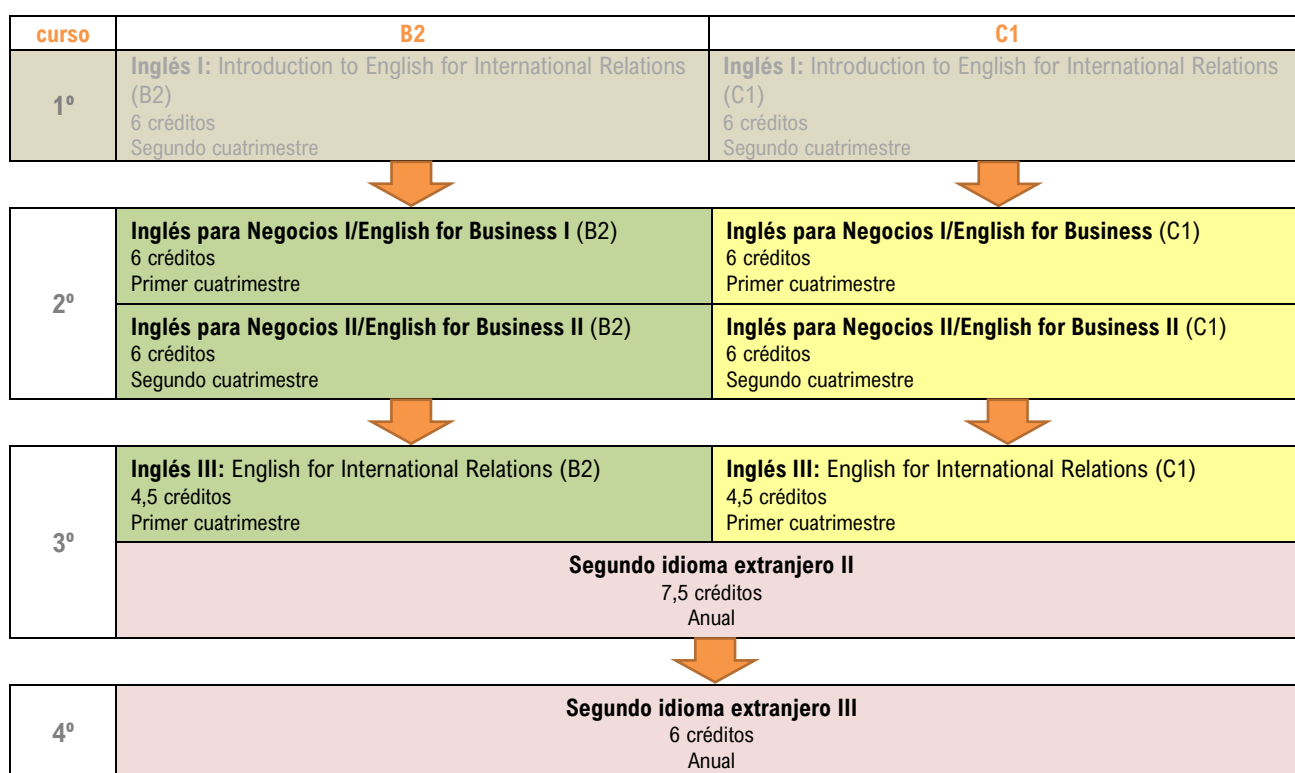 curso B2 C1
1º
Inglés I: Introduction to English for International Relations
(B2)
6 créditos
Segundo cuatrimestre
Inglés I: Introduction to English for International Relations
(C1)
6 créditos
Segundo cuatrimestre
2º
Inglés para Negocios I/English for Business I (B2)
6 créditos
Primer cuatrimestre
Inglés para Negocios I/English for Business (C1)
6 créditos
Primer cuatrimestre
Inglés para Negocios II/English for Business II (B2)
6 créditos
Segundo cuatrimestre
Inglés para Negocios II/English for Business II (C1)
6 créditos
Segundo cuatrimestre
3º
Inglés III: English for International Relations (B2)
4,5 créditos
Primer cuatrimestre
Inglés III: English for International Relations (C1)
4,5 créditos
Primer cuatrimestre
Segundo idioma extranjero II
7,5 créditos
Anual
4º
Segundo idioma extranjero III
6 créditos
Anual